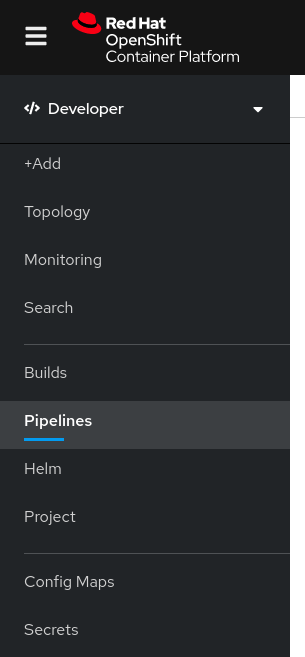 Red Hat
OpenShift
Container Platform
</> Developer
+Add
Topology
Monitoring
Search
Builds
Pipelines
Helm
Project
Config Maps
Secrets